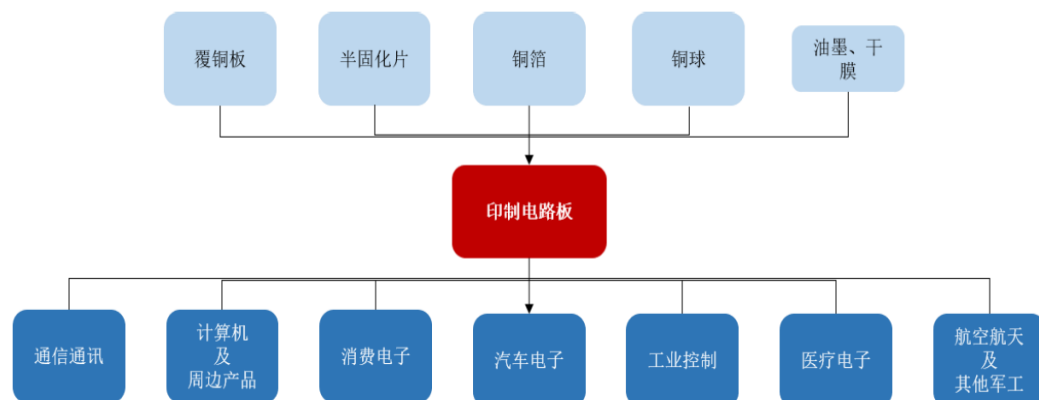 覆铜板
半固化片
铜箔
铜球
油墨、干
膜
印制电路板
通信通讯
计算机
及
周边产品
消费电子
汽车电子
工业控制
医疗电子
航空航天
及
其他军工